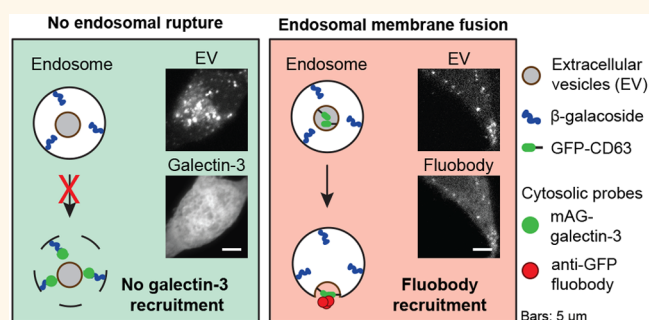 No endosomal rupture
Endosome
EV
Galectin-3
No galectin-3
recruitment
Endosomal membrane fusion
Endosome
EV
Fluobody
Fluobody
recruitment
Extracellular
vesicles (EV)
β-galacoside
GFP-CD63
Cytosolic probes
mAG-
galectin-3
anti-GFP
fluobody
Bars: 5 um